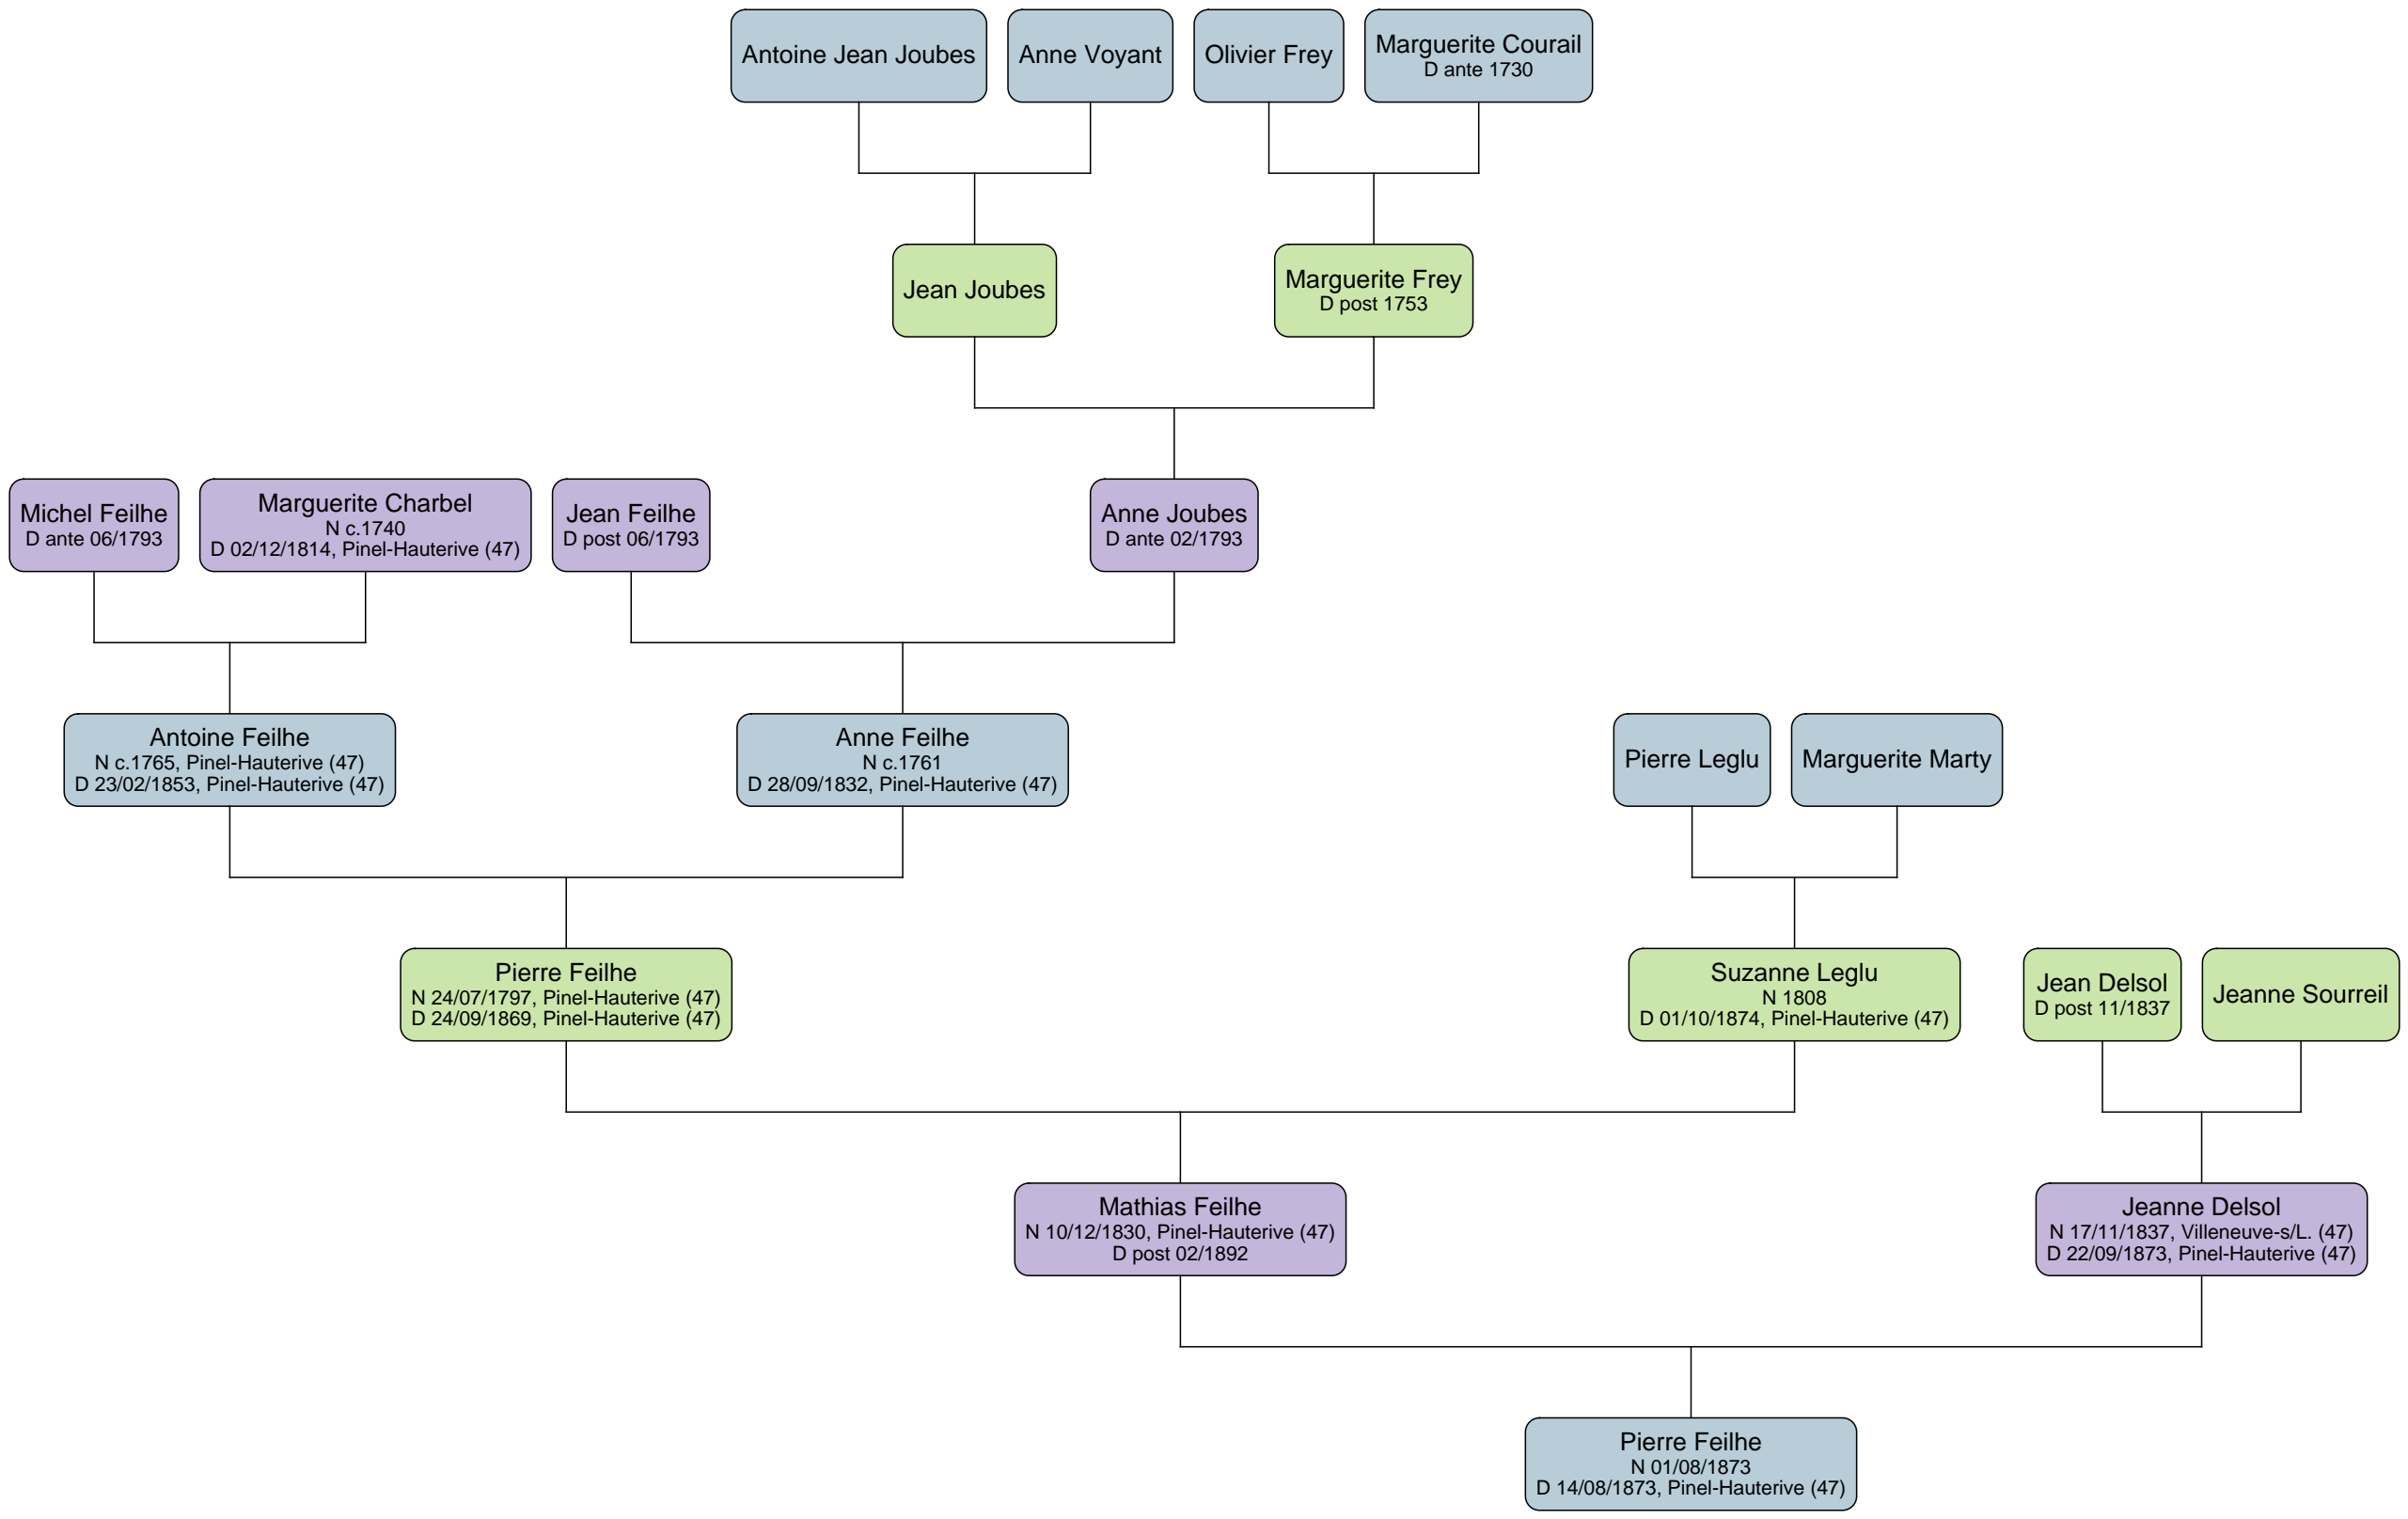 Antoine Jean Joubes
Anne Voyant
Olivier Frey
Marguerite Courail
D ante 1730
Jean Joubes
Marguerite Frey
D post 1753
Michel Feilhe
D ante 06/1793
Marguerite Charbel
N c.1740
D 02/12/1814, Pinel-Hauterive (47)
Jean Feilhe
D post 06/1793
Anne Joubes
D ante 02/1793
Antoine Feilhe
N c.1765, Pinel-Hauterive (47)
D 23/02/1853, Pinel-Hauterive (47)
Anne Feilhe
N c.1761
D 28/09/1832, Pinel-Hauterive (47)
Pierre Leglu
Marguerite Marty
Pierre Feilhe
N 24/07/1797, Pinel-Hauterive (47)
D 24/09/1869, Pinel-Hauterive (47)
Suzanne Leglu
N 1808
D 01/10/1874, Pinel-Hauterive (47)
Jean Delsol
D post 11/1837
Jeanne Sourreil
Mathias Feilhe
N 10/12/1830, Pinel-Hauterive (47)
D post 02/1892
Jeanne Delsol
N 17/11/1837, Villeneuve-s/L. (47)
D 22/09/1873, Pinel-Hauterive (47)
Pierre Feilhe
N 01/08/1873
D 14/08/1873, Pinel-Hauterive (47)